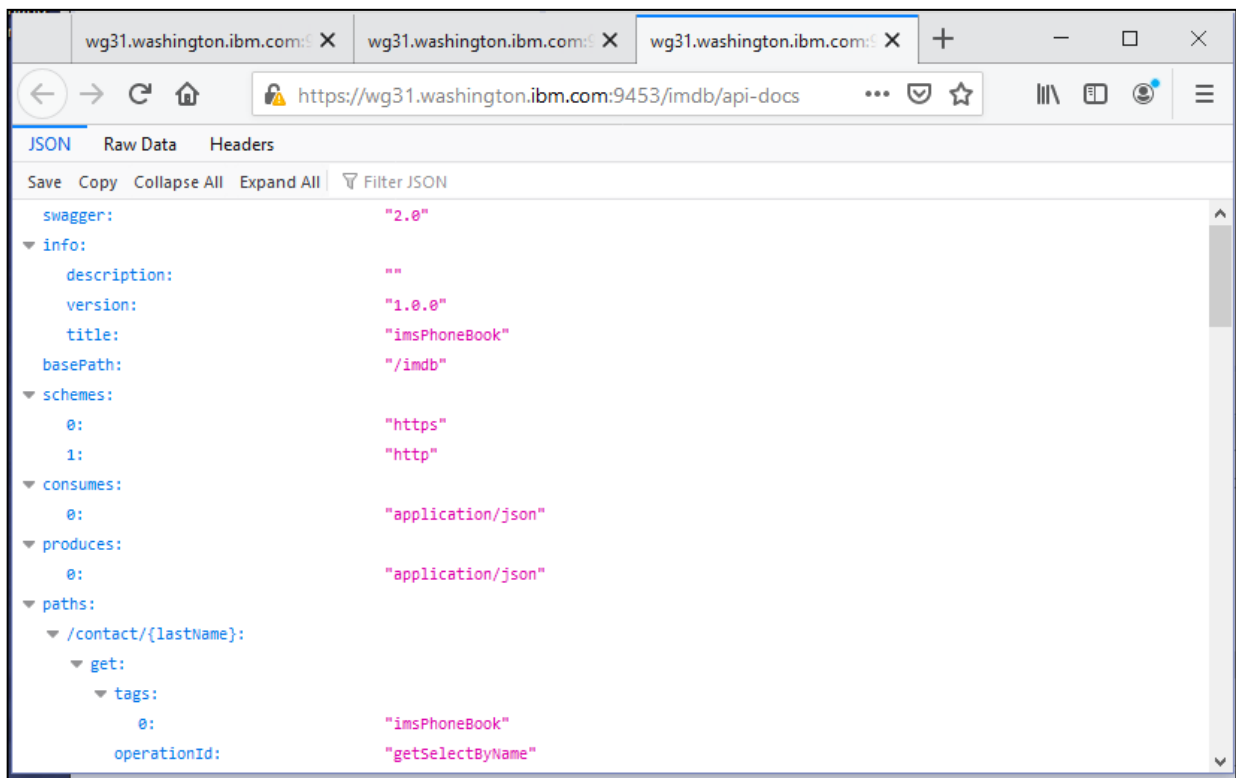 wg31.washington.ibm.com:9 wg31.washington.ibm.com:9 wg31.washington.ibm.com:9
https://wg31.washington.ibm.com:9453/imdb/api-docs
JSON Raw Data Headers
Save Copy Collapse All Expand All Filter JSON
swagger: "2.0"
info:
description: ""
version: "1.0.0"
title: "imsPhoneBook"
basePath: "/imdb"
schemes:
0: "https"
1: "http"
consumes:
0: "application/json"
produces:
0: "application/json"
paths:
/contact/{lastName}:
get:
tags:
0: "imsPhoneBook"
operationId: "getSelectByName"